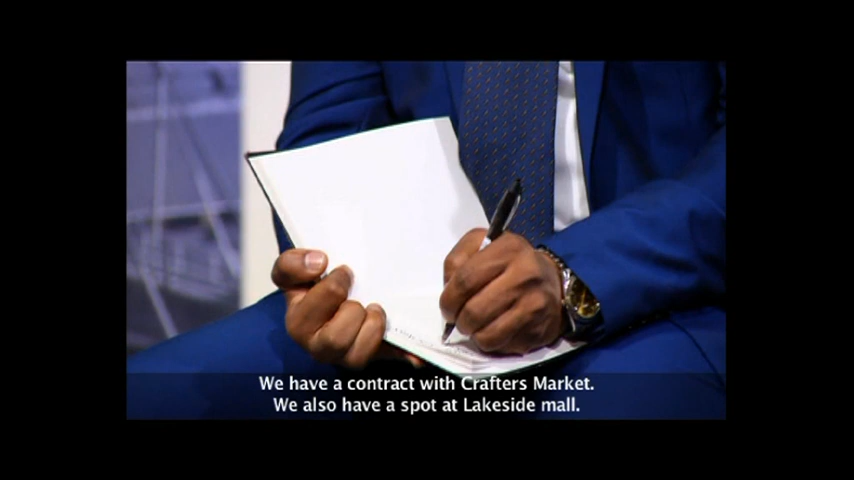 We have a contract with Crafters Market.
We also have a spot at Lakeside mall.